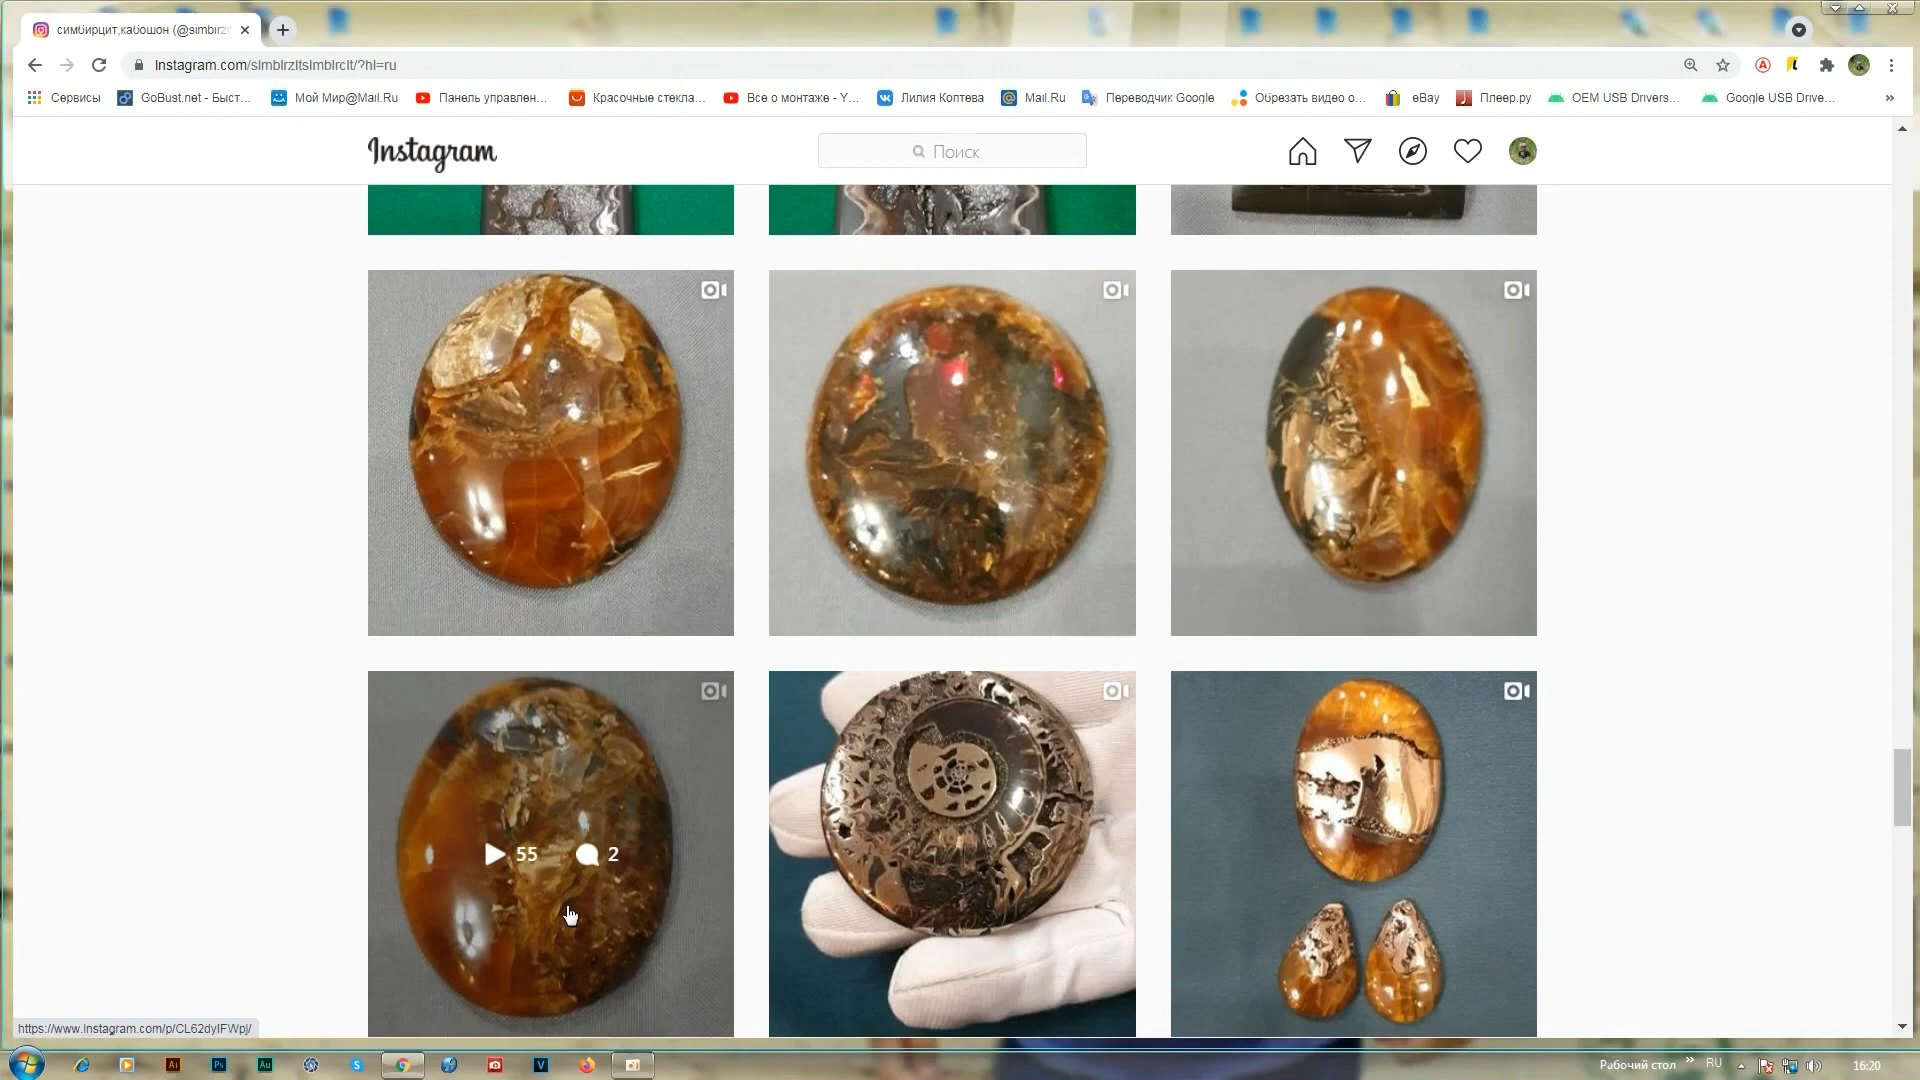 симбирцит,кабошон (@simbirzi
Instagram.com/simbirzitsimbircit/?hl=ru
Сервисы
GoBust.net - Быст...
Мой Мир@Mail.Ru
Панель управлен...
Красочные стекла...
Все о монтаже - Y...
Лилия Коптева
Mail.Ru
Переводчик Google
Обрезать видео о...
eBay
Плеер.ру
OEM USB Drivers...
Google USB Drive...
»
Instagram
Поиск
55
2
https://www.instagram.com/p/CL62dyIFWpj/
Рабочий стол
»
RU
16:20